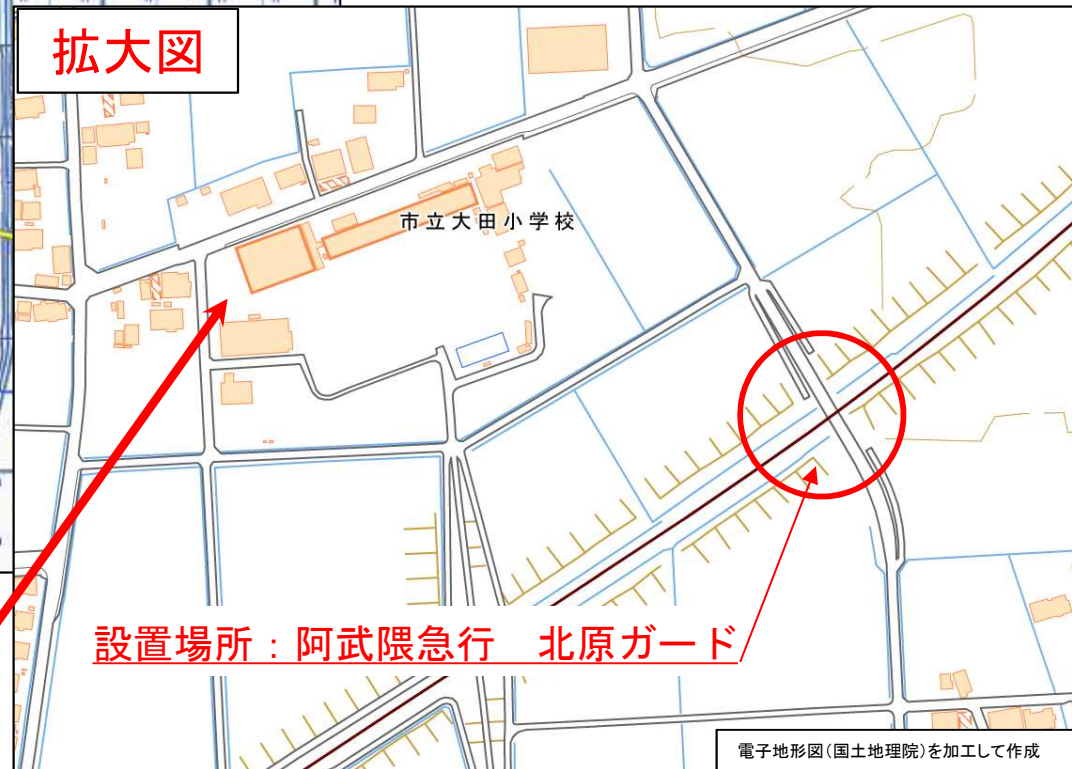 拡大図
市立大田小学校
設置場所：阿武隈急行　北原ガード
電子地形図（国土地理院）を加工して作成